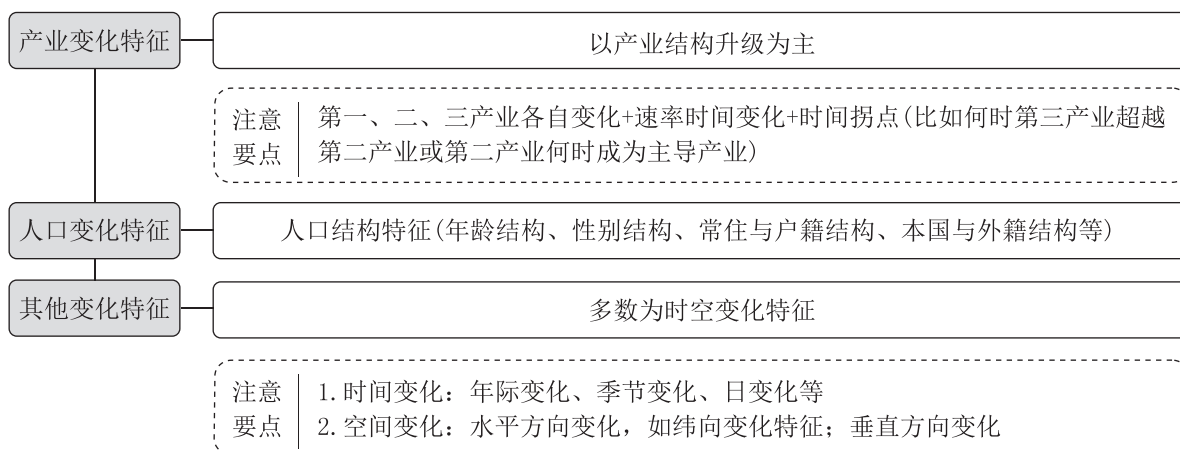 产业变化特征
以产业结构升级为主
注意
要点
第一、二、三产业各自变化+速率时间变化+时间拐点(比如何时第三产业超越
第二产业或第二产业何时成为主导产业)
人口变化特征
人口结构特征(年龄结构、性别结构、常住与户籍结构、本国与外籍结构等)
其他变化特征
多数为时空变化特征
注意
要点
1.时间变化：年际变化、季节变化、日变化等
2.空间变化：水平方向变化，如纬向变化特征；垂直方向变化